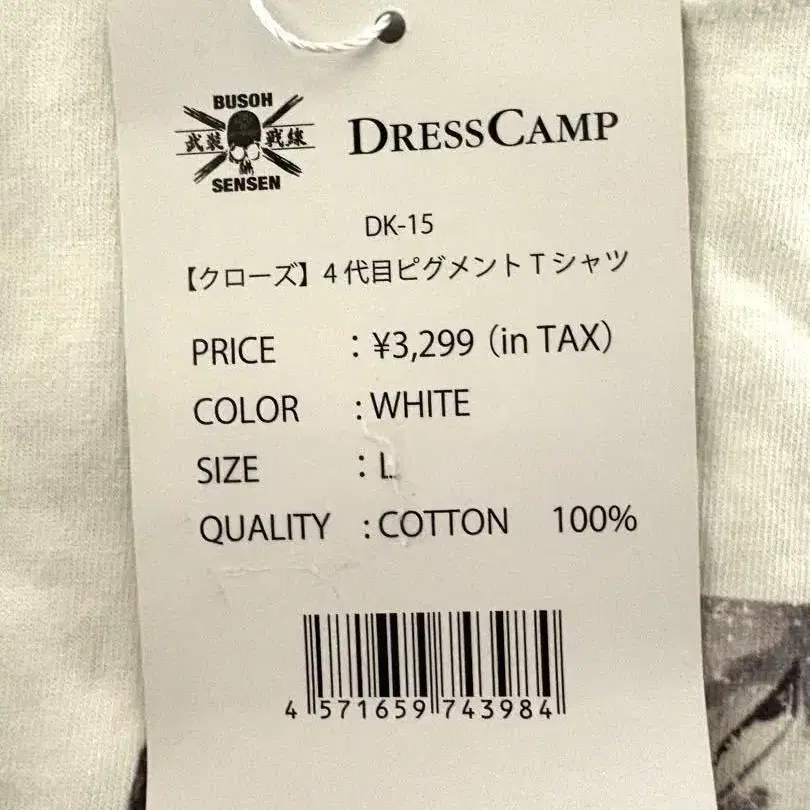 BUSOH
武装 戦線
SENSEN
DRESSCAMP
DK-15
【クローズ】4代目ピグメントTシャツ
PRICE : ¥3,299 (in TAX)
COLOR : WHITE
SIZE : L
QUALITY : COTTON 100%
4 571659 743984